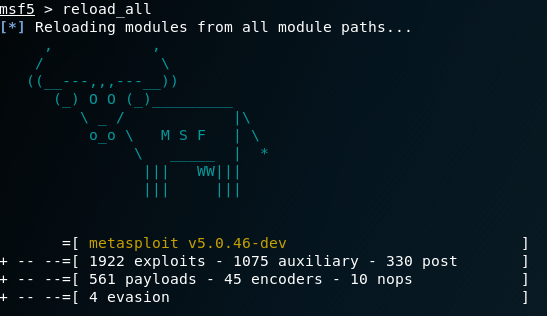 msf5 > reload_all
[*] Reloading modules from all module paths...
     ,           ,
    /             \
   ((__---,,,---__))
      (_) O O (_)_________
         \ _ /            |\
          o_o \   M S F   | \
               \   _____  |  *
                |||   WW|||
                |||     |||
       =[ metasploit v5.0.46-dev                          ]
+ -- --=[ 1922 exploits - 1075 auxiliary - 330 post       ]
+ -- --=[ 561 payloads - 45 encoders - 10 nops            ]
+ -- --=[ 4 evasion                                       ]